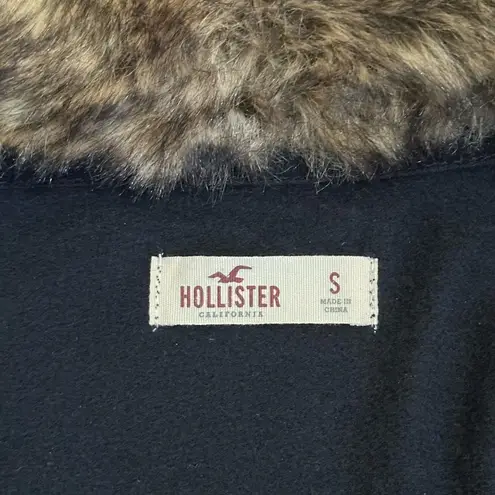 HOLLISTER
CALIFORNIA
S
MADE IN
CHINA